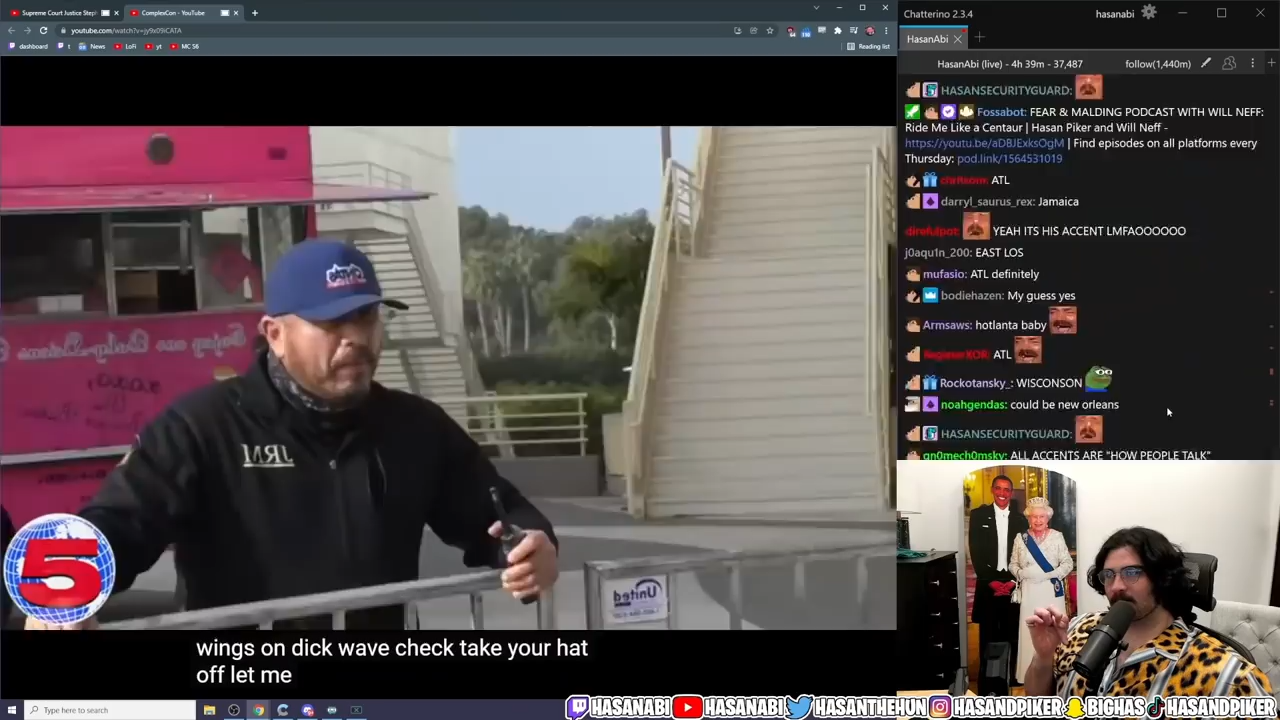 Supreme Court Justice Step
ComplexCon - YouTube
youtube.com/watch?v=jy9x09iCATA
dashboard
t
News
LoFi
yt
MC S6
Reading list
JRM
United
5
wings on dick wave check take your hat
off let me
Type here to search
Chatterino 2.3.4
hasanabi
HasanAbi
HasanAbi (live) - 4h 39m - 37,487
follow(1,440m)
HASANSECURITYGUARD:
Fossabot: FEAR & MALDING PODCAST WITH WILL NEFF:
Ride Me Like a Centaur | Hasan Piker and Will Neff -
https://youtu.be/aDBJExksOgM | Find episodes on all platforms every
Thursday: pod.link/1564531019
ATL
darryl_saurus_rex: Jamaica
direfulpot: YEAH ITS HIS ACCENT LMFAOOOOOO
j0aqu1n_200: EAST LOS
mufasio: ATL definitely
bodiehazen: My guess yes
Armsaws: hotlanta baby
ATL
Rockotansky_: WISCONSON
noahgendas: could be new orleans
HASANSECURITYGUARD:
gn0mech0msky: ALL ACCENTS ARE "HOW PEOPLE TALK"
HASANABI HASANABI HASANTHEHUN HASANDPIKER BIGHAS HASANDPIKER